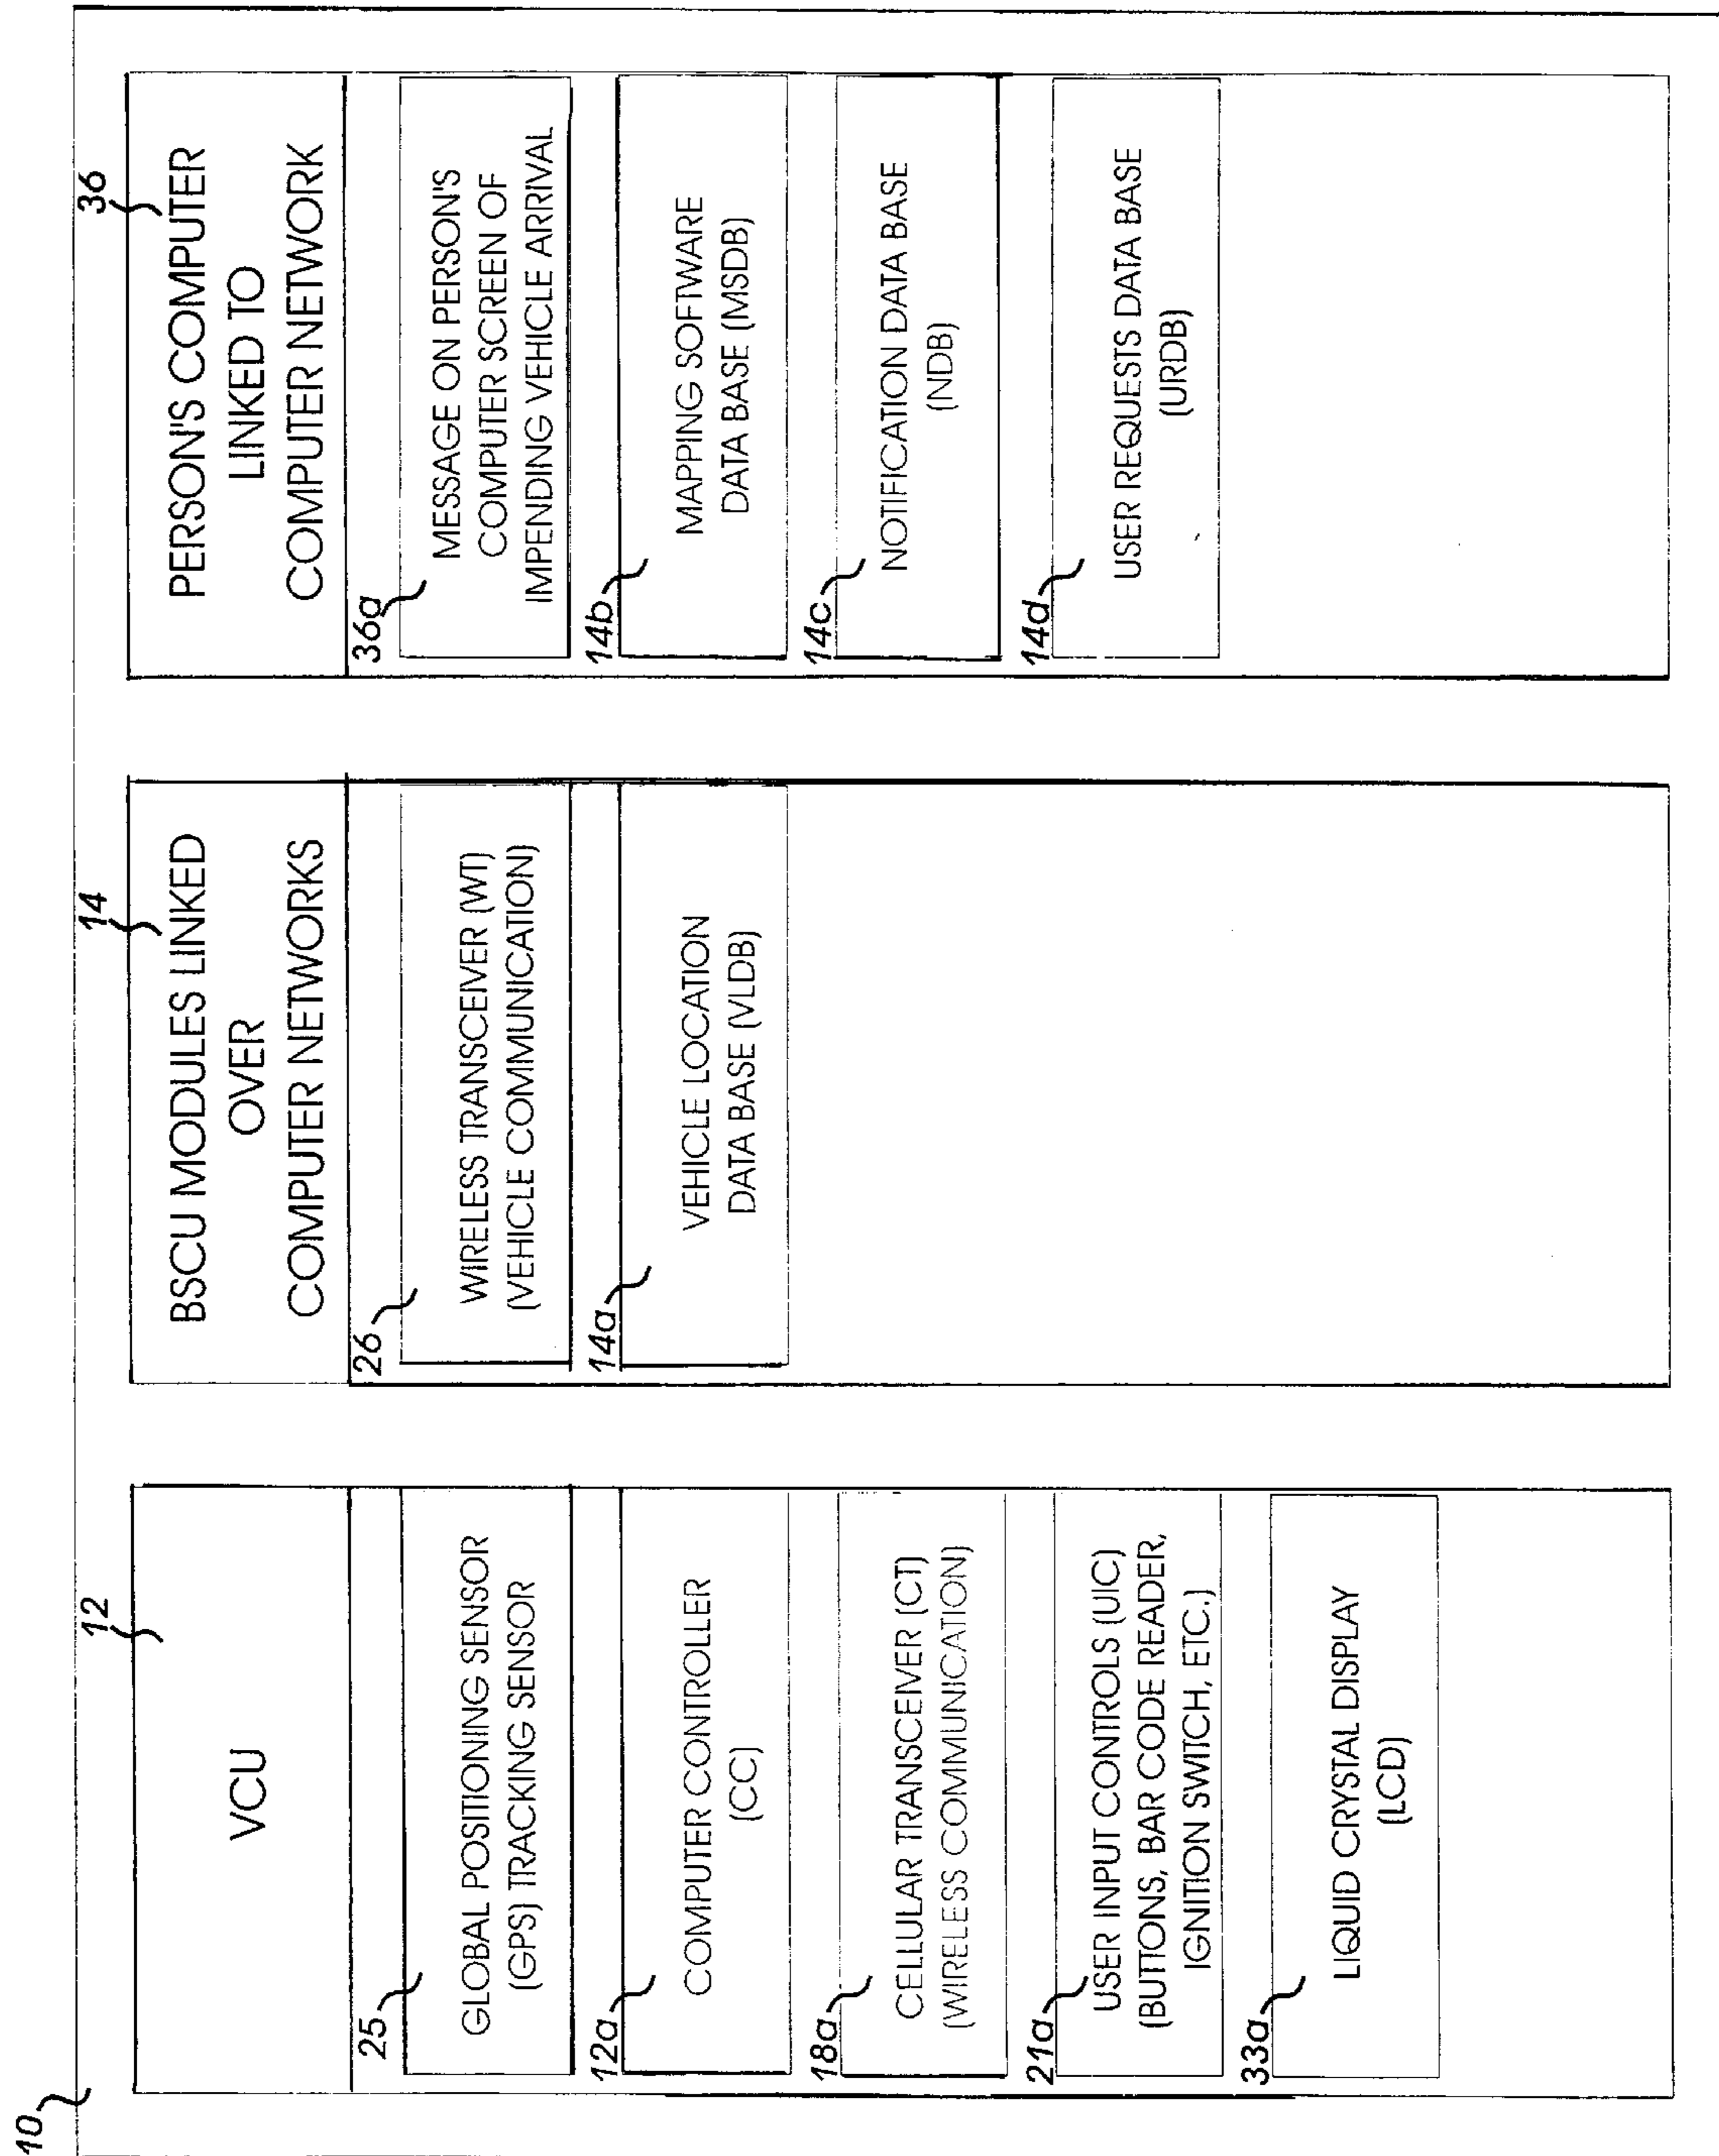 10
12
VCU
25
GLOBAL POSITIONING SENSOR
(GPS) TRACKING SENSOR
12a
COMPUTER CONTROLLER
(CC)
18a
CELLULAR TRANSCEIVER (CT)
(WIRELESS COMMUNICATION)
21a
USER INPUT CONTROLS (UIC)
(BUTTONS, BAR CODE READER,
IGNITION SWITCH, ETC.)
33a
LIQUID CRYSTAL DISPLAY
(LCD)
14
BSCU MODULES LINKED
OVER
COMPUTER NETWORKS
26
WIRELESS TRANSCEIVER (WT)
(VEHICLE COMMUNICATION)
14a
VEHICLE LOCATION
DATA BASE (VLDB)
36
PERSON'S COMPUTER
LINKED TO
COMPUTER NETWORK
36a
MESSAGE ON PERSON'S
COMPUTER SCREEN OF
IMPENDING VEHICLE ARRIVAL
14b
MAPPING SOFTWARE
DATA BASE (MSDB)
14c
NOTIFICATION DATA BASE
(NDB)
14d
USER REQUESTS DATA BASE
(URDB)